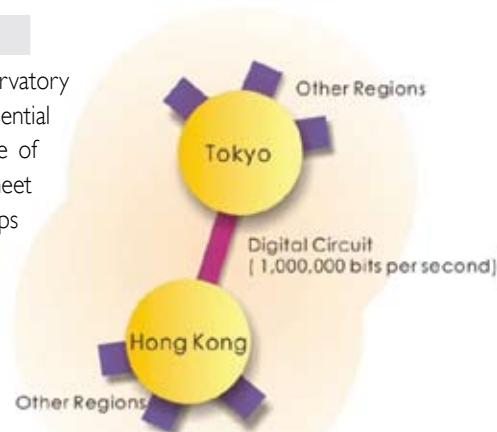 rvatory
ential
e of
neet
ps
Other Regions
Tokyo
Digital Circuit
( 1,000,000 bits per second)
Hong Kong
Other Regions